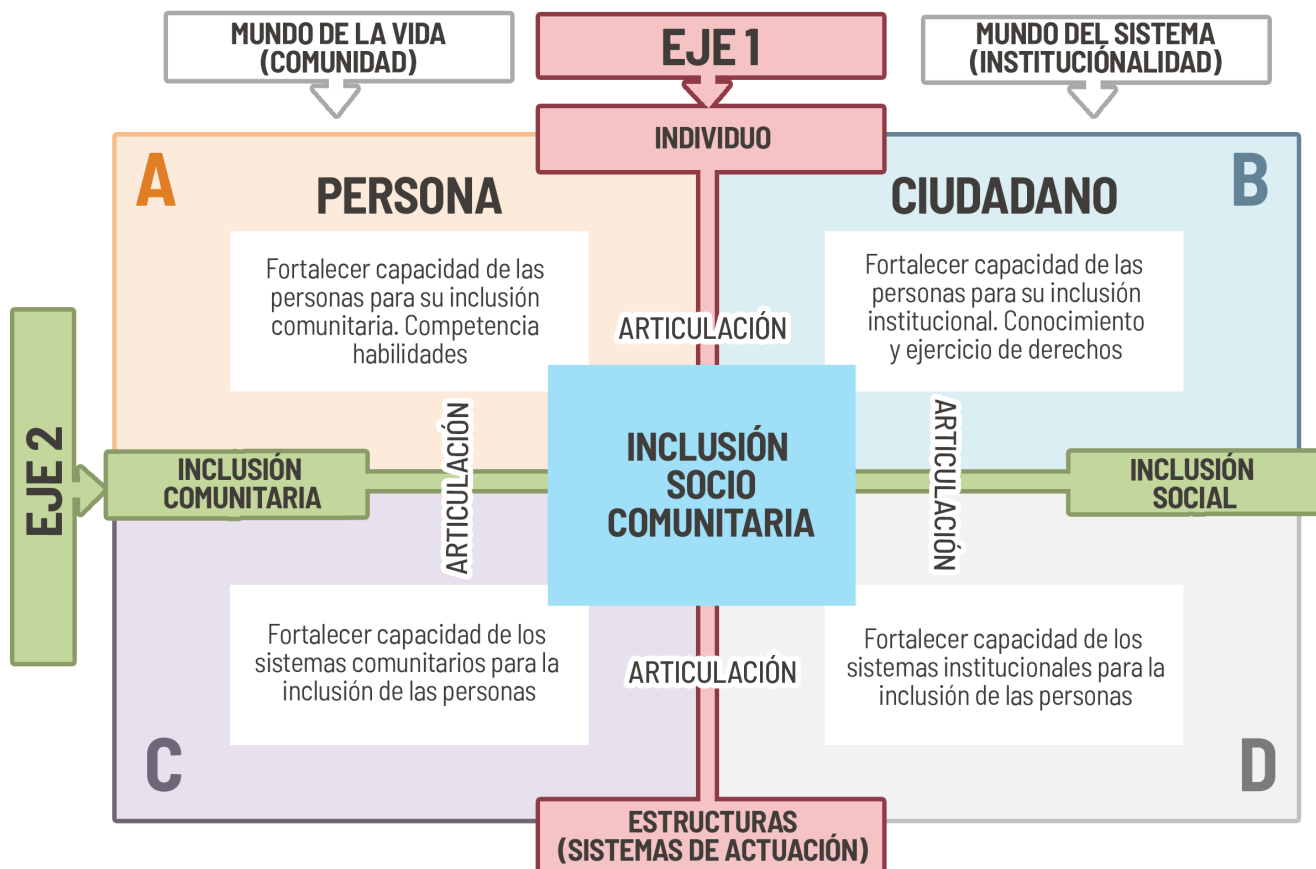 MUNDO DE LA VIDA
(COMUNIDAD)
EJE 1
MUNDO DEL SISTEMA
(INSTITUCIÓNALIDAD)
INDIVIDUO
A
PERSONA
Fortalecer capacidad de las
personas para su inclusión
comunitaria. Competencia
habilidades
B
CIUDADANO
Fortalecer capacidad de las
personas para su inclusión
institucional. Conocimiento
y ejercicio de derechos
ARTICULACIÓN
EJE 2
INCLUSIÓN
COMUNITARIA
ARTICULACIÓN
INCLUSIÓN
SOCIO
COMUNITARIA
ARTICULACIÓN
INCLUSIÓN
SOCIAL
C
Fortalecer capacidad de los
sistemas comunitarios para la
inclusión de las personas
ARTICULACIÓN
Fortalecer capacidad de los
sistemas institucionales para la
inclusión de las personas
D
ESTRUCTURAS
(SISTEMAS DE ACTUACIÓN)